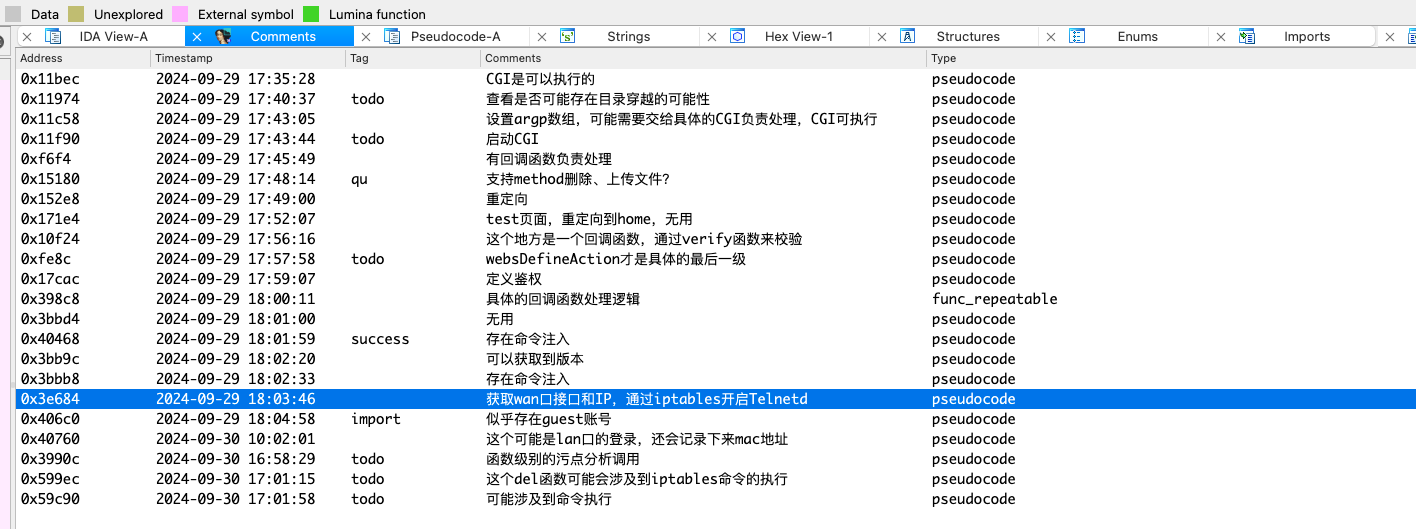 Data Unexplored External symbol Lumina function
IDA View-A Comments Pseudocode-A Strings Hex View-1 Structures Enums Imports
Address Timestamp Tag Comments Type
0x11bec 2024-09-29 17:35:28 CGI是可以执行的 pseudocode
0x11974 2024-09-29 17:40:37 todo 查看是否可能存在目录穿越的可能性 pseudocode
0x11c58 2024-09-29 17:43:05 设置argp数组，可能需要交给具体的CGI负责处理，CGI可执行 pseudocode
0x11f90 2024-09-29 17:43:44 todo 启动CGI pseudocode
0xf6f4 2024-09-29 17:45:49 有回调函数负责处理 pseudocode
0x15180 2024-09-29 17:48:14 qu 支持method删除、上传文件？ pseudocode
0x152e8 2024-09-29 17:49:00 重定向 pseudocode
0x171e4 2024-09-29 17:52:07 test页面，重定向到home，无用 pseudocode
0x10f24 2024-09-29 17:56:16 这个地方是一个回调函数，通过verify函数来校验 pseudocode
0xfe8c 2024-09-29 17:57:58 todo websDefineAction才是具体的最后一级 pseudocode
0x17cac 2024-09-29 17:59:07 定义鉴权 pseudocode
0x398c8 2024-09-29 18:00:11 具体的回调函数处理逻辑 func_repeatable
0x3bbd4 2024-09-29 18:01:00 无用 pseudocode
0x40468 2024-09-29 18:01:59 success 存在命令注入 pseudocode
0x3bb9c 2024-09-29 18:02:20 可以获取到版本 pseudocode
0x3bbb8 2024-09-29 18:02:33 存在命令注入 pseudocode
0x3e684 2024-09-29 18:03:46 获取wan口接口和IP，通过iptables开启Telnetd pseudocode
0x406c0 2024-09-29 18:04:58 import 似乎存在guest账号 pseudocode
0x40760 2024-09-30 10:02:01 这个可能是lan口的登录，还会记录下来mac地址 pseudocode
0x3990c 2024-09-30 16:58:29 todo 函数级别的污点分析调用 pseudocode
0x599ec 2024-09-30 17:01:15 todo 这个del函数可能会涉及到iptables命令的执行 pseudocode
0x59c90 2024-09-30 17:01:58 todo 可能涉及到命令执行 pseudocode